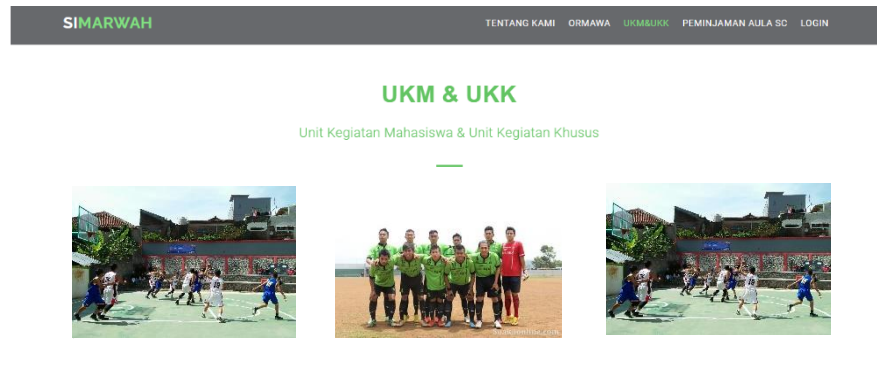 SIMARWAH
TENTANG KAMI ORMAWA UKM&UKK PEMINJAMAN AULA SC LOGIN
UKM & UKK
Unit Kegiatan Mahasiswa & Unit Kegiatan Khusus